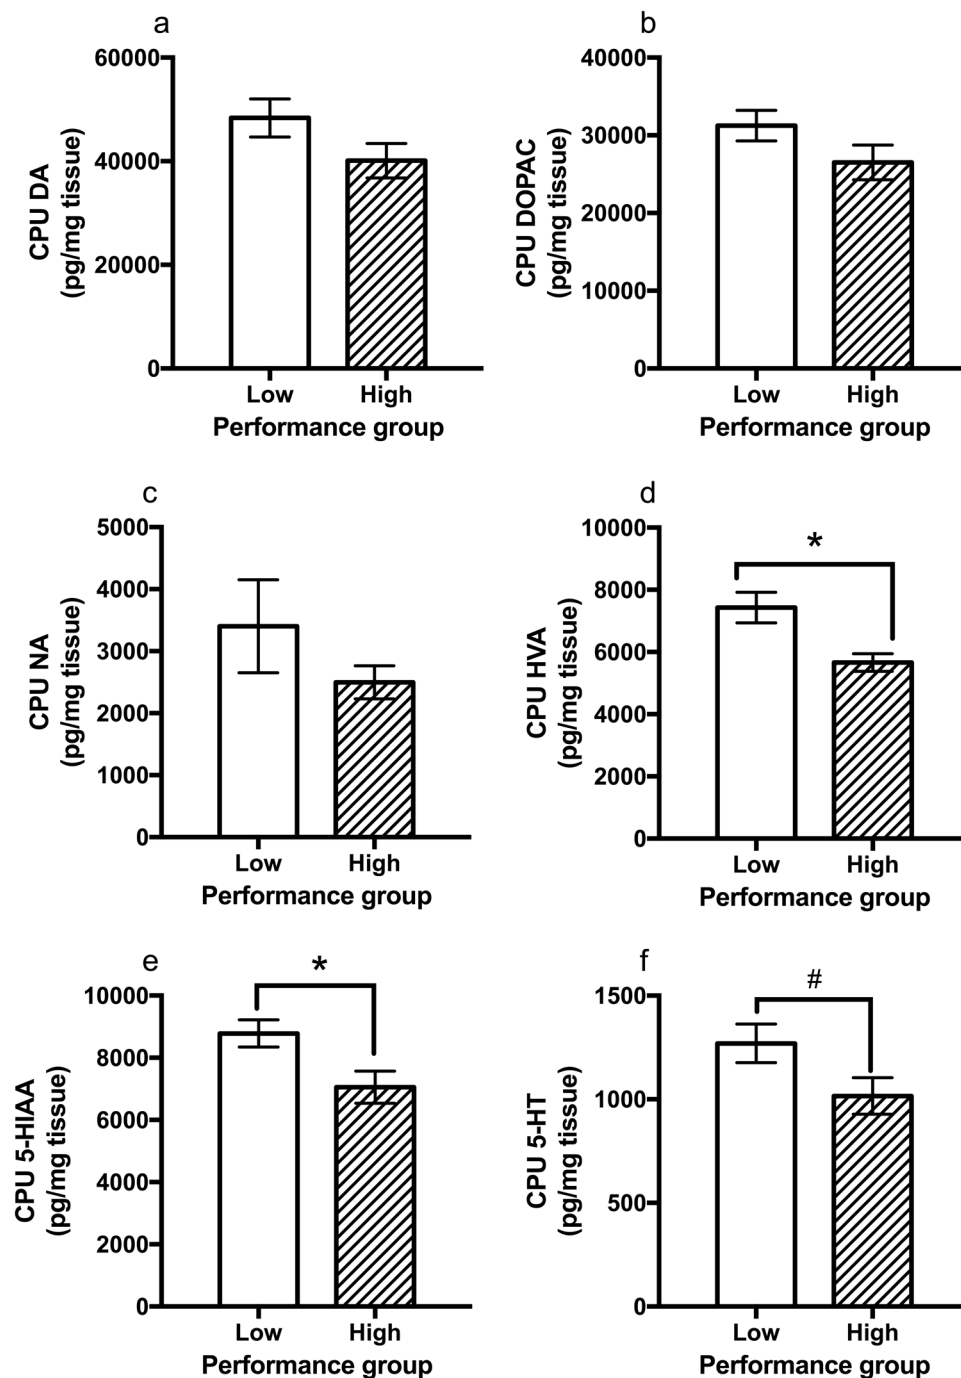 a
60000
40000
20000
0
CPU DA
(pg/mg tissue)
Low High
Performance group
b
40000
30000
20000
10000
0
CPU DOPAC
(pg/mg tissue)
Low High
Performance group
c
5000
4000
3000
2000
1000
0
CPU NA
(pg/mg tissue)
Low High
Performance group
d
10000
8000
6000
4000
2000
0
CPU HVA
(pg/mg tissue)
*
Low High
Performance group
e
10000
8000
6000
4000
2000
0
CPU 5-HIAA
(pg/mg tissue)
*
Low High
Performance group
f
1500
1000
500
0
CPU 5-HT
(pg/mg tissue)
#
Low High
Performance group